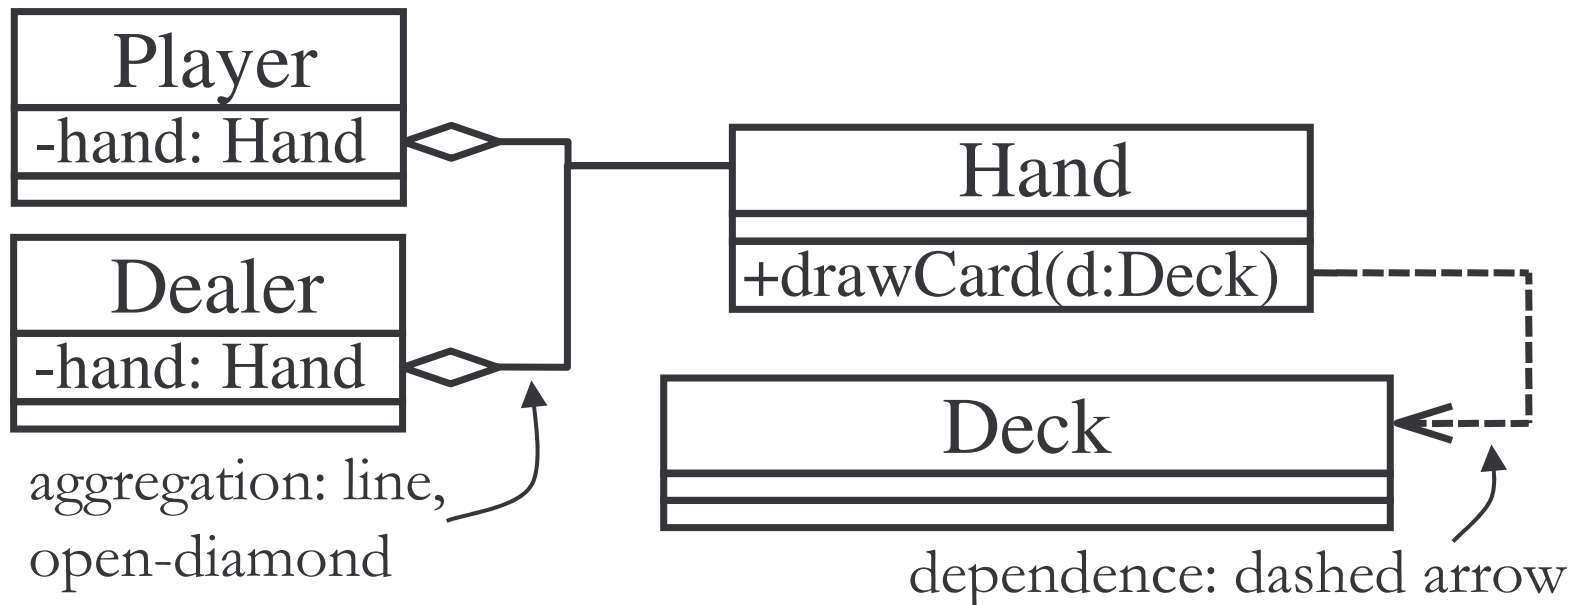 Player
-hand: Hand
Dealer
-hand: Hand
aggregation: line,
open-diamond
Hand
+drawCard(d:Deck)
Deck
dependence: dashed arrow